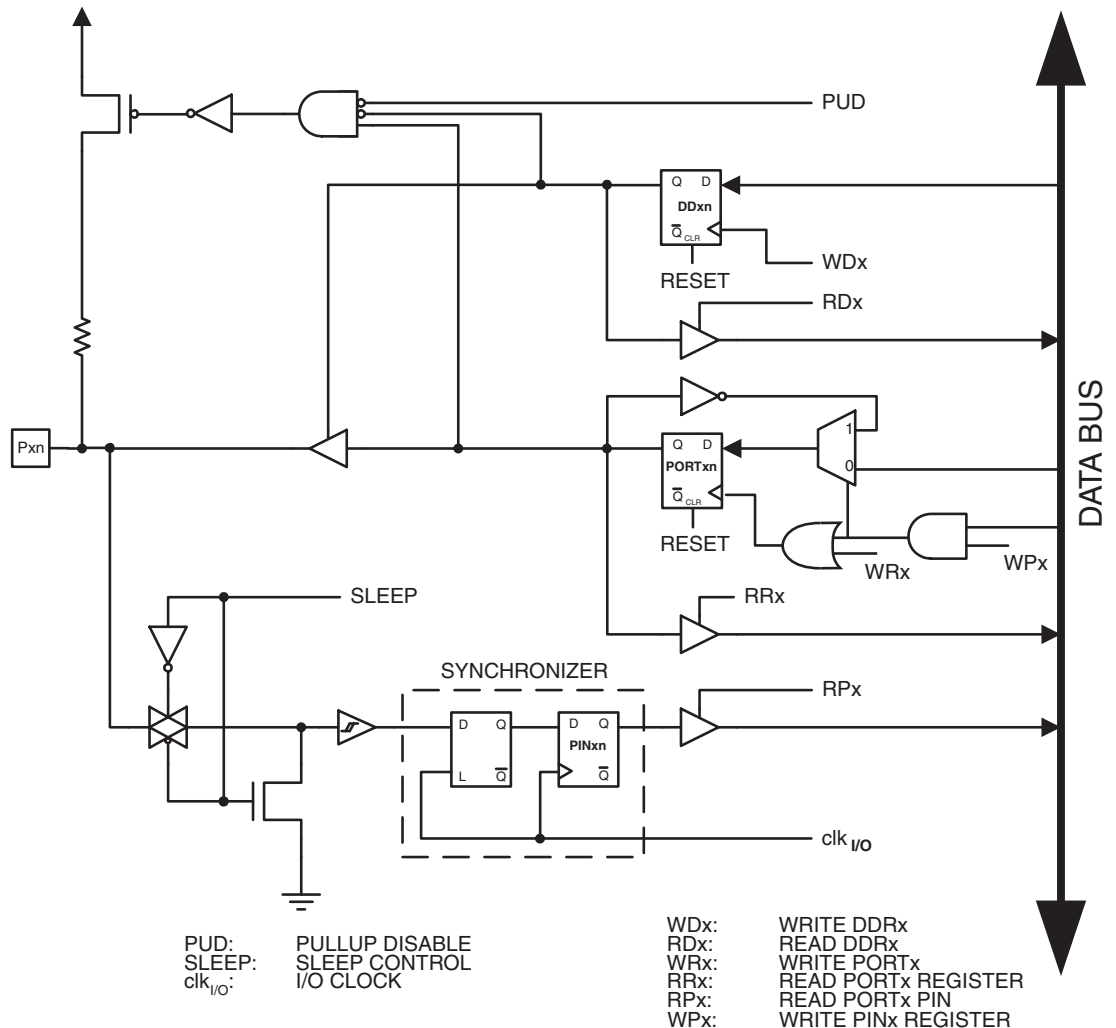 PUD
Q D
DDxn
Q CLR
WDx
RESET
RDx
Pxn
1
Q D
PORTxn
0
Q CLR
RESET
WRx
WPx
DATA BUS
SLEEP
RRx
SYNCHRONIZER
RPx
D Q
D Q
PINxn
L Q
Q
clk I/O
PUD: PULLUP DISABLE
SLEEP: SLEEP CONTROL
clkI/O: I/O CLOCK
WDx: WRITE DDRx
RDx: READ DDRx
WRx: WRITE PORTx
RRx: READ PORTx REGISTER
RPx: READ PORTx PIN
WPx: WRITE PINx REGISTER